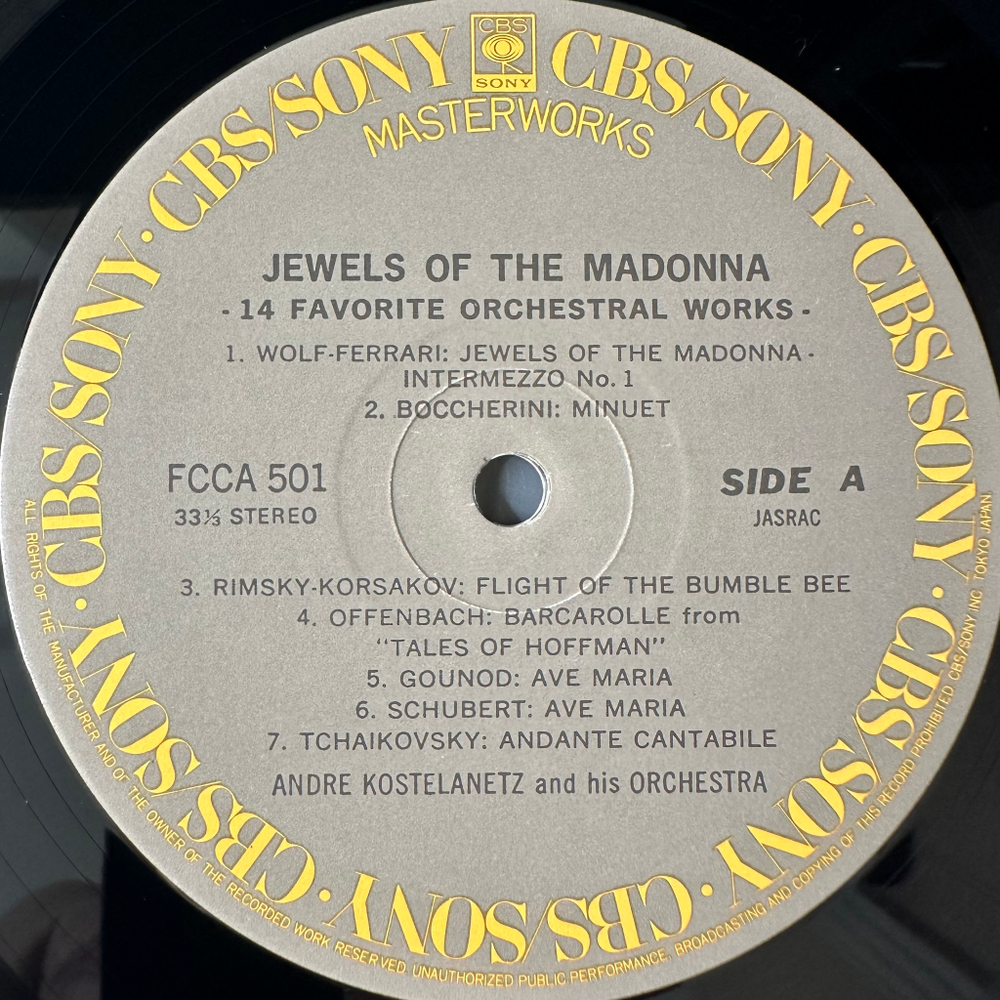 CBS
SONY
CBS/SONY · CBS/SONY · CBS/SONY · CBS/SONY · CBS/SONY · CBS/SONY · CBS/SONY · CBS/SONY · CBS/SONY
MASTERWORKS
JEWELS OF THE MADONNA
- 14 FAVORITE ORCHESTRAL WORKS -
1. WOLF-FERRARI: JEWELS OF THE MADONNA -
INTERMEZZO No. 1
2. BOCCHERINI: MINUET
FCCA 501
33⅓ STEREO
SIDE A
JASRAC
3. RIMSKY-KORSAKOV: FLIGHT OF THE BUMBLE BEE
4. OFFENBACH: BARCAROLLE from
"TALES OF HOFFMAN"
5. GOUNOD: AVE MARIA
6. SCHUBERT: AVE MARIA
7. TCHAIKOVSKY: ANDANTE CANTABILE
ANDRE KOSTELANETZ and his ORCHESTRA
ALL RIGHTS OF THE MANUFACTURER AND OF THE OWNER OF THE RECORDED WORK RESERVED. UNAUTHORIZED PUBLIC PERFORMANCE, BROADCASTING AND COPYING OF THIS RECORD PROHIBITED CBS/SONY INC. TOKYO JAPAN.